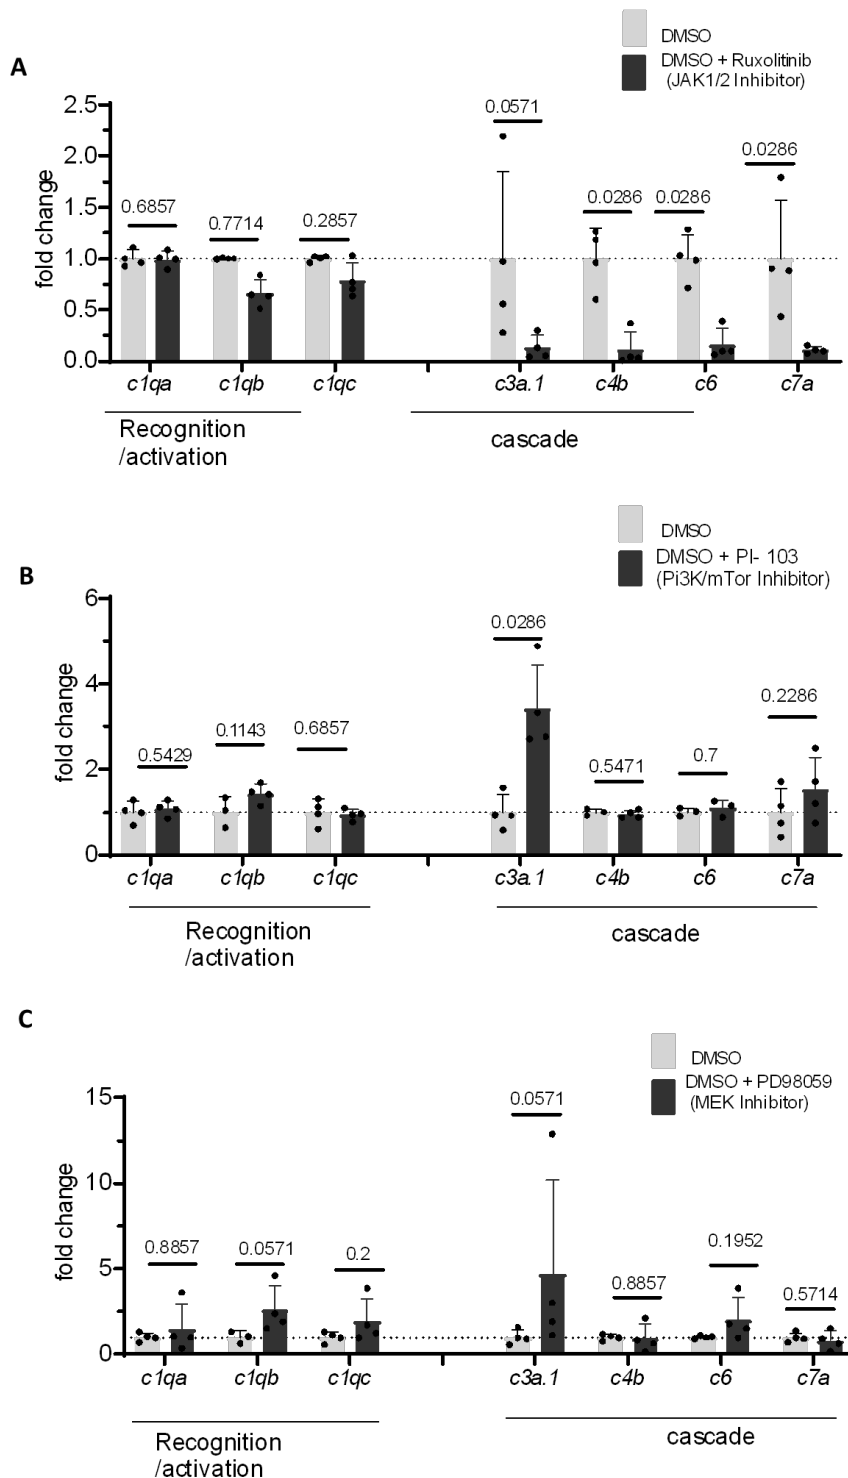 A
DMSO
DMSO + Ruxolitinib
(JAK1/2 Inhibitor)
fold change
2.5
2.0
1.5
1.0
0.5
0.0
0.6857
0.7714
0.2857
0.0571
0.0286
0.0286
0.0286
c1qa
c1qb
c1qc
c3a.1
c4b
c6
c7a
Recognition
/activation
cascade
B
DMSO
DMSO + PI- 103
(Pi3K/mTor Inhibitor)
fold change
6
4
2
0
0.5429
0.1143
0.6857
0.0286
0.5471
0.7
0.2286
c1qa
c1qb
c1qc
c3a.1
c4b
c6
c7a
Recognition
/activation
cascade
C
DMSO
DMSO + PD98059
(MEK Inhibitor)
fold change
15
10
5
0
0.8857
0.0571
0.2
0.0571
0.8857
0.1952
0.5714
c1qa
c1qb
c1qc
c3a.1
c4b
c6
c7a
Recognition
/activation
cascade